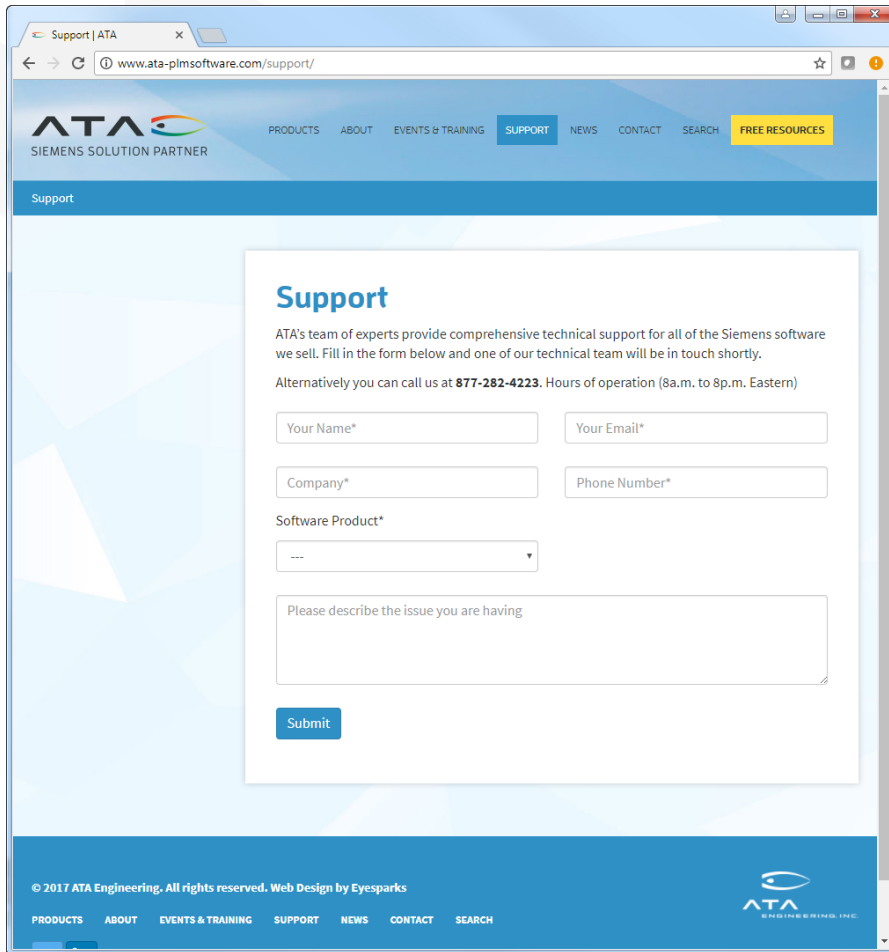 Support | ATA
www.ata-plmsoftware.com/support/
ATA
SIEMENS SOLUTION PARTNER
PRODUCTS ABOUT EVENTS & TRAINING SUPPORT NEWS CONTACT SEARCH FREE RESOURCES
Support
Support
ATA's team of experts provide comprehensive technical support for all of the Siemens software
we sell. Fill in the form below and one of our technical team will be in touch shortly.
Alternatively you can call us at 877-282-4223. Hours of operation (8a.m. to 8p.m. Eastern)
Your Name* Your Email*
Company* Phone Number*
Software Product*
---
Please describe the issue you are having
Submit
© 2017 ATA Engineering. All rights reserved. Web Design by Eyesparks
ATA
ENGINEERING, INC.
PRODUCTS ABOUT EVENTS & TRAINING SUPPORT NEWS CONTACT SEARCH